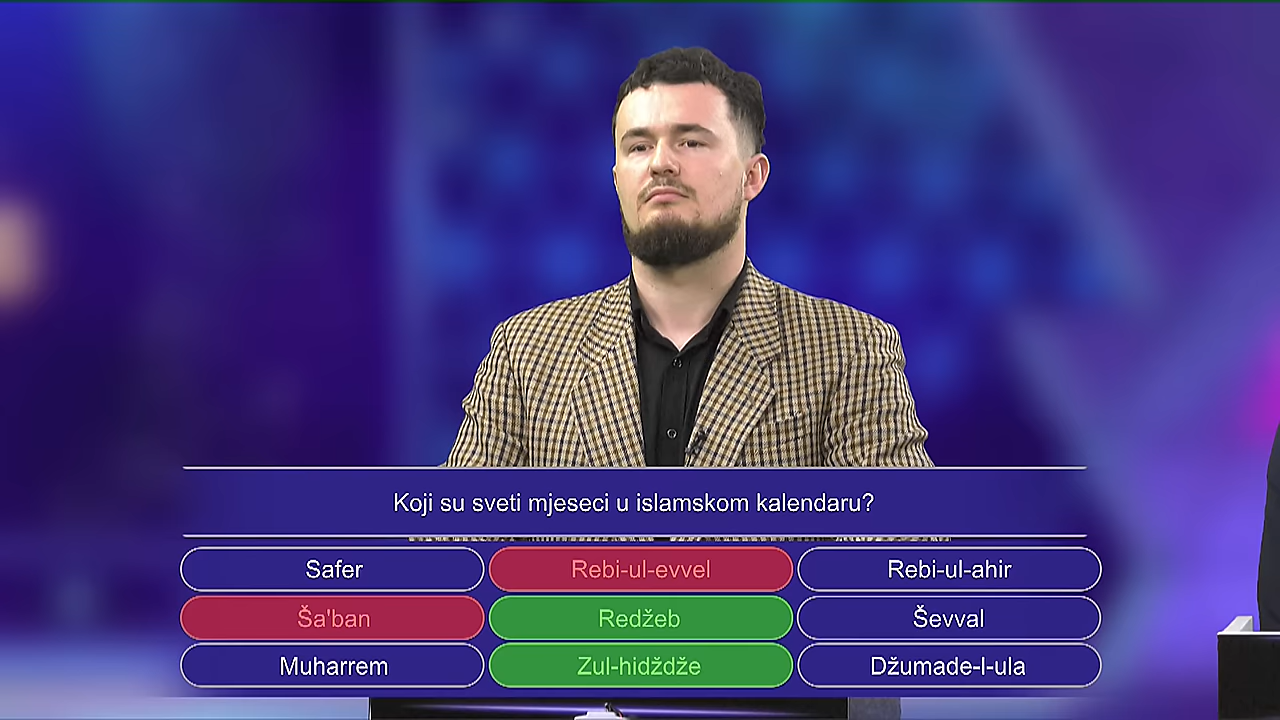 Koji su sveti mjeseci u islamskom kalendaru?
Safer Rebi-ul-evvel Rebi-ul-ahir
Ša'ban Redžeb Ševval
Muharrem Zul-hidždže Džumade-l-ula